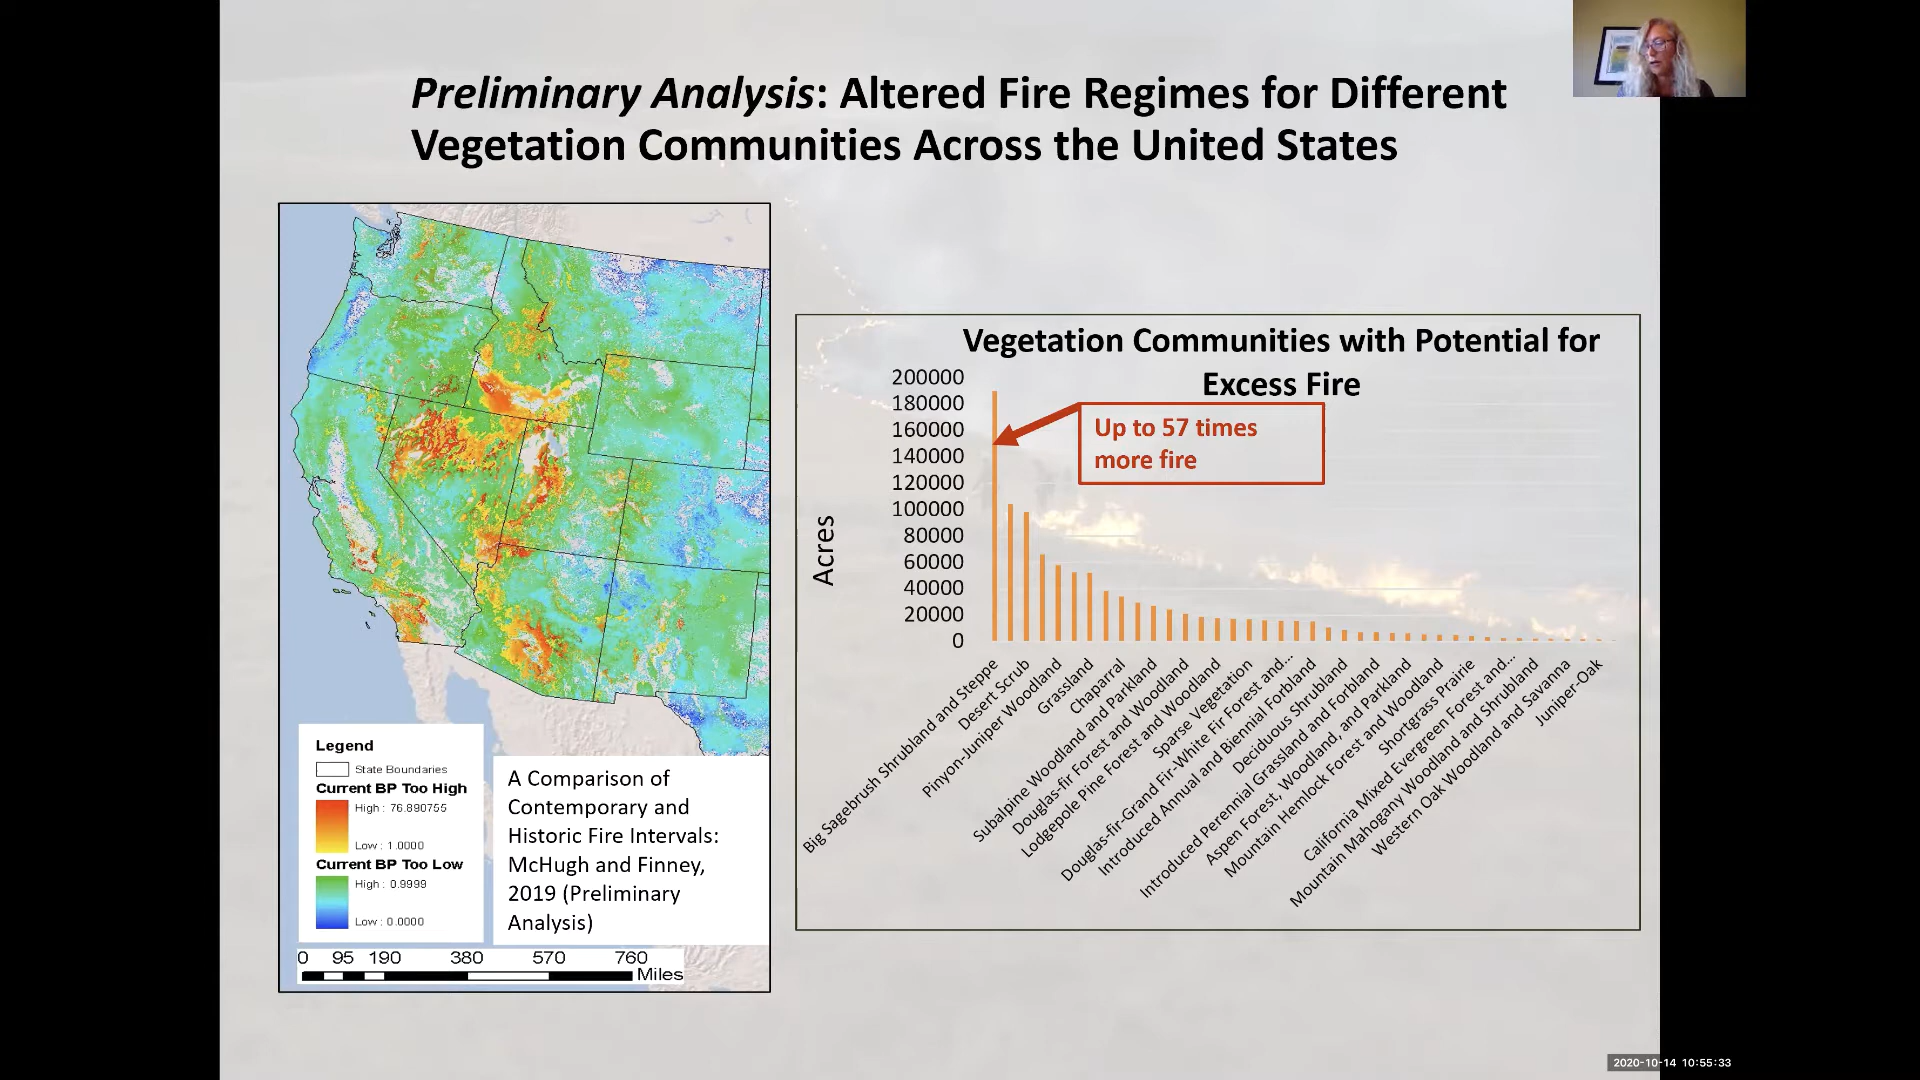 Preliminary Analysis: Altered Fire Regimes for Different
Vegetation Communities Across the United States
Legend
State Boundaries
Current BP Too High
High : 76.890755
Low : 1.0000
Current BP Too Low
High : 0.9999
Low : 0.0000
A Comparison of
Contemporary and
Historic Fire Intervals:
McHugh and Finney,
2019 (Preliminary
Analysis)
0 95 190 380 570 760
Miles
Vegetation Communities with Potential for
Excess Fire
Up to 57 times
more fire
Acres
200000
180000
160000
140000
120000
100000
80000
60000
40000
20000
0
Big Sagebrush Shrubland and Steppe
Desert Scrub
Pinyon-Juniper Woodland
Grassland
Chaparral
Subalpine Woodland and Parkland
Douglas-fir Forest and Woodland
Lodgepole Pine Forest and Woodland
Sparse Vegetation
Douglas-fir-Grand Fir-White Fir Forest and...
Introduced Annual and Biennial Forbland
Deciduous Shrubland
Introduced Perennial Grassland and Forbland
Aspen Forest, Woodland, and Parkland
Mountain Hemlock Forest and Woodland
Shortgrass Prairie
California Mixed Evergreen Forest and...
Mountain Mahogany Woodland and Shrubland
Western Oak Woodland and Savanna
Juniper-Oak
2020-10-14 10:55:33